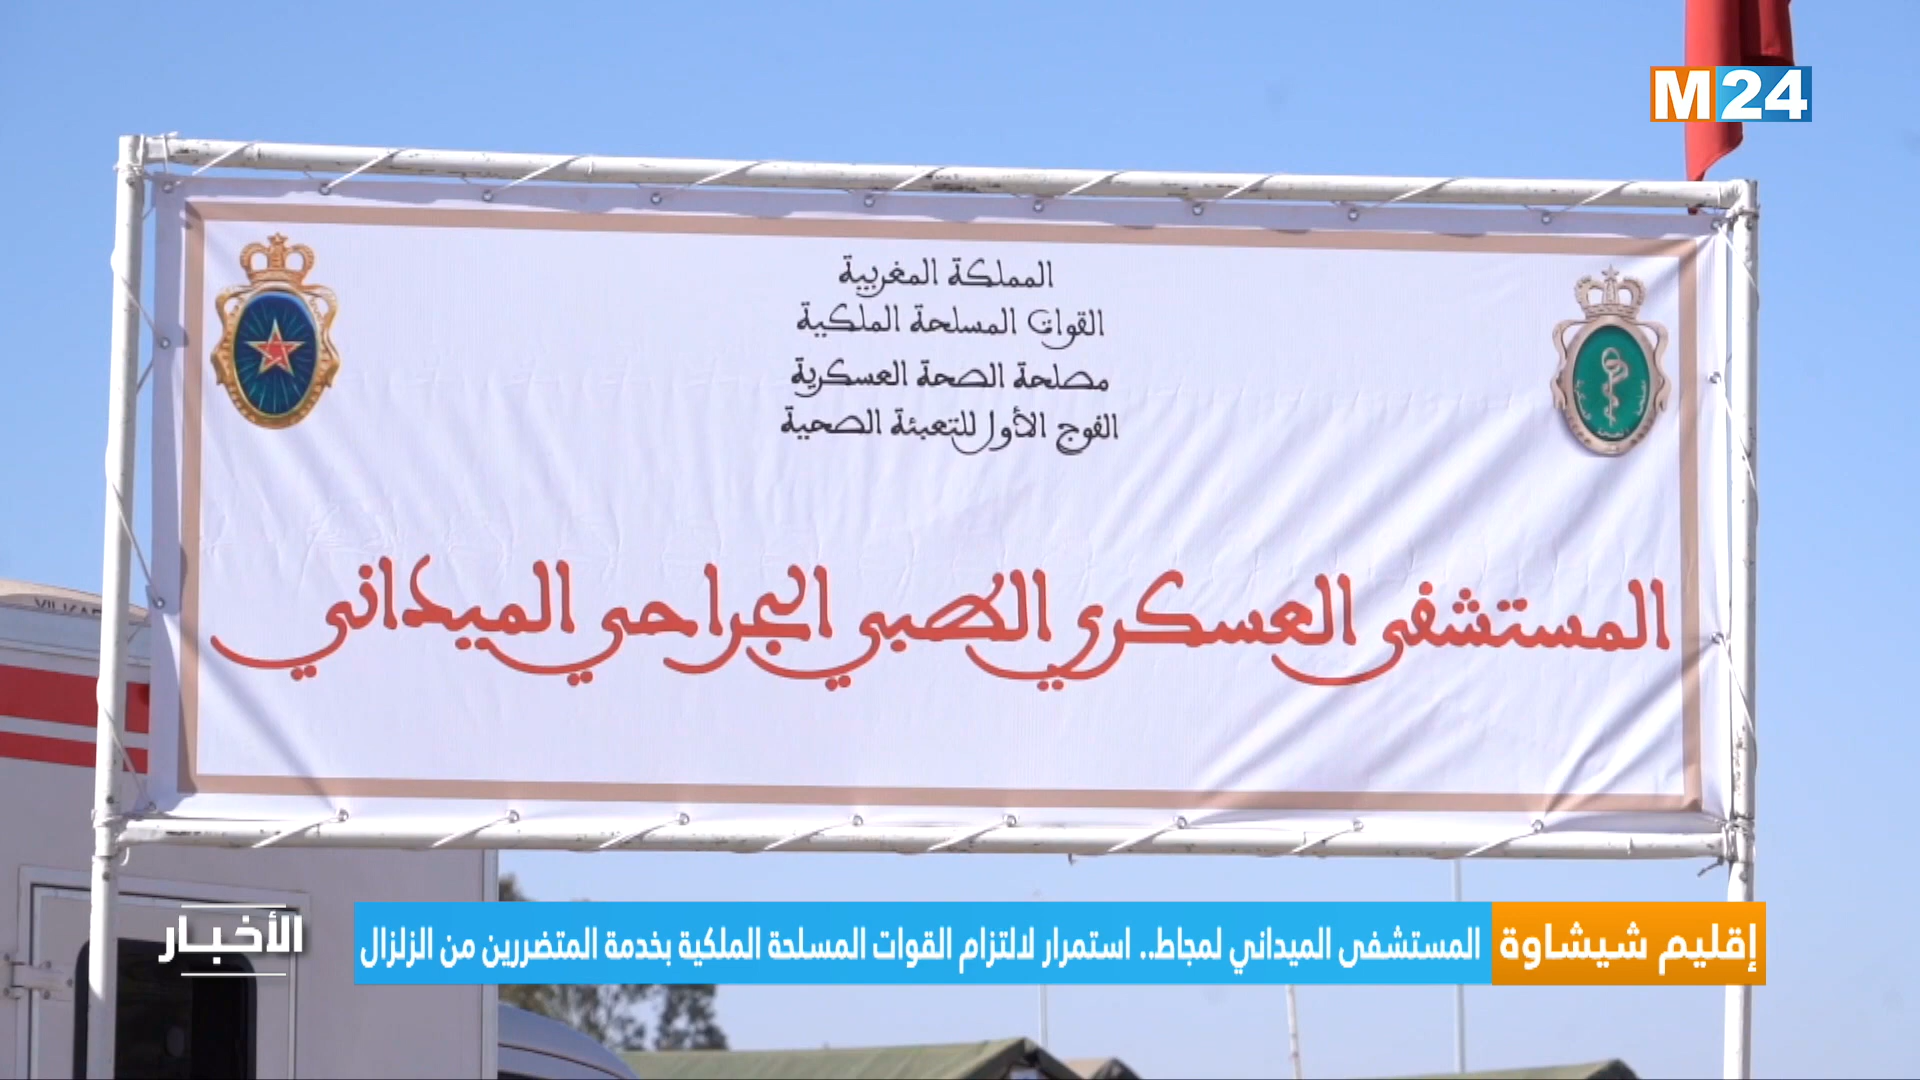 M24
المملكة المغربية
القوات المسلحة الملكية
مصلحة الصحة العسكرية
الفوج الأول للتعبئة الصحية
المستشفى العسكري الطبي الجراحي الميداني
إقليم شيشاوة
المستشفى الميداني لمجاط.. استمرار لالتزام القوات المسلحة الملكية بخدمة المتضررين من الزلزال
الأخبار